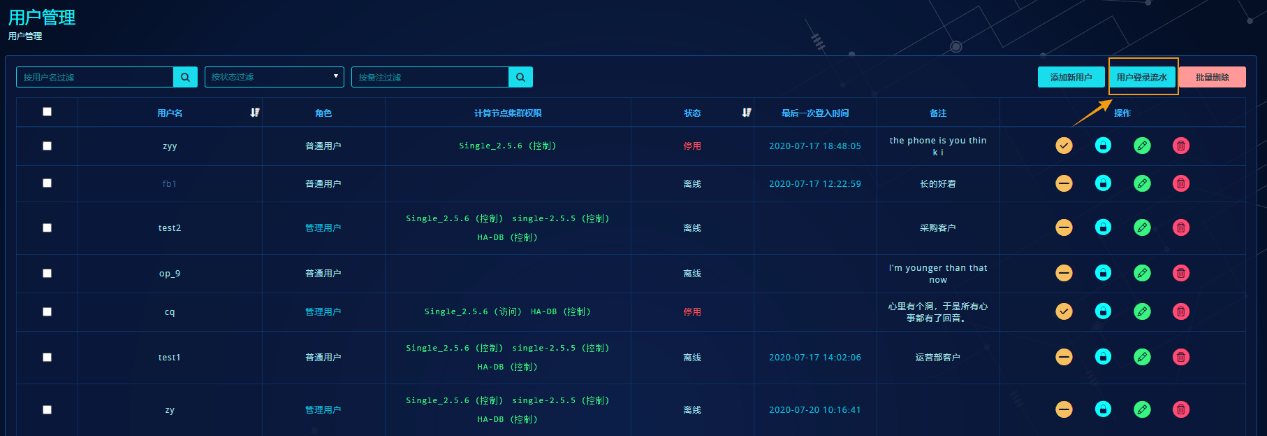 用户管理
用户管理
按用户名过滤
按状态过滤
按备注过滤
添加新用户
用户登录流水
批量删除
用户名 角色 计算节点集群权限 状态 最后一次登入时间 备注 操作
zyy 普通用户 Single_2.5.6 (控制) 停用 2020-07-17 18:48:05 the phone is you thin
k i
fb1 普通用户 离线 2020-07-17 12:22:59 长的好看
Single_2.5.6 (控制) single-2.5.5 (控制)
test2 管理用户 离线 采购客户
HA-DB (控制)
op_9 普通用户 离线 I'm younger than that
now
cq 管理用户 Single_2.5.6 (访问) HA-DB (控制) 停用 心里有个洞，于是所有心
事都有了回音。
Single_2.5.6 (控制) single-2.5.5 (控制)
test1 普通用户 离线 2020-07-17 14:02:06 运营部客户
HA-DB (控制)
Single_2.5.6 (控制) single-2.5.5 (控制)
zy 管理用户 离线 2020-07-20 10:16:41
HA-DB (控制)